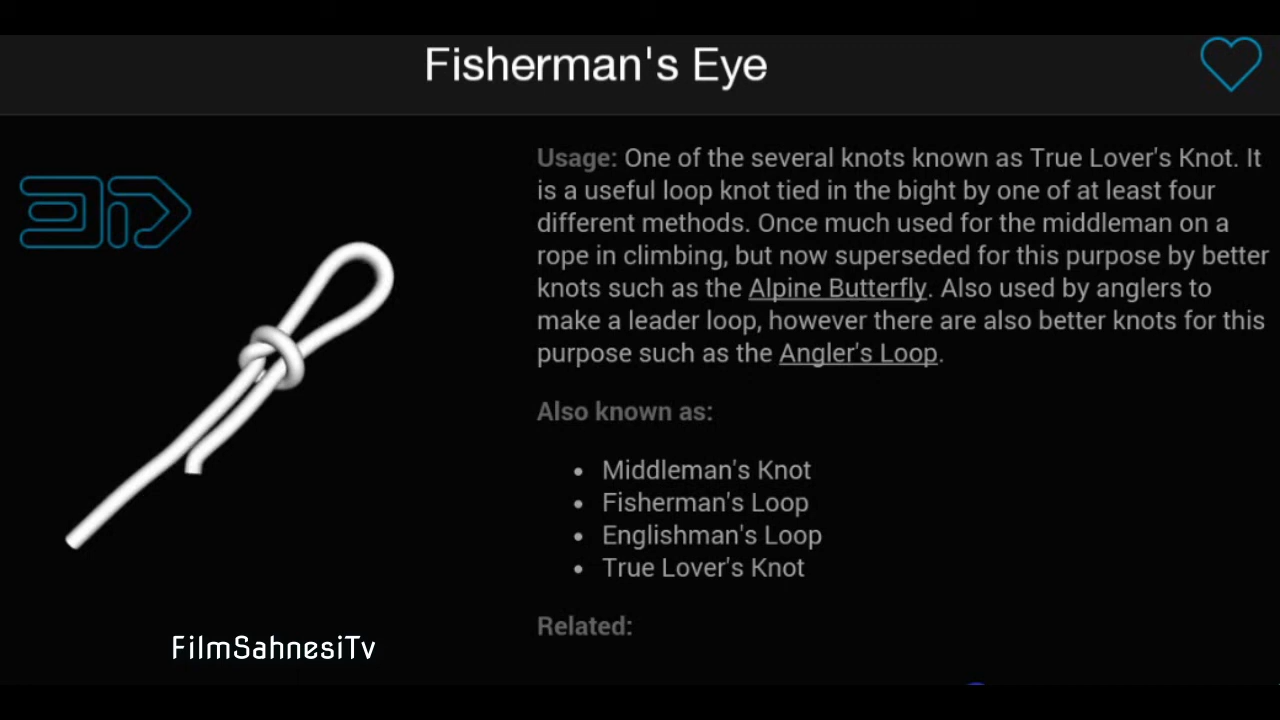 Fisherman's Eye
3D
Usage: One of the several knots known as True Lover's Knot. It
is a useful loop knot tied in the bight by one of at least four
different methods. Once much used for the middleman on a
rope in climbing, but now superseded for this purpose by better
knots such as the Alpine Butterfly. Also used by anglers to
make a leader loop, however there are also better knots for this
purpose such as the Angler's Loop.
Also known as:
• Middleman's Knot
• Fisherman's Loop
• Englishman's Loop
• True Lover's Knot
Related:
FilmSahnesiTv